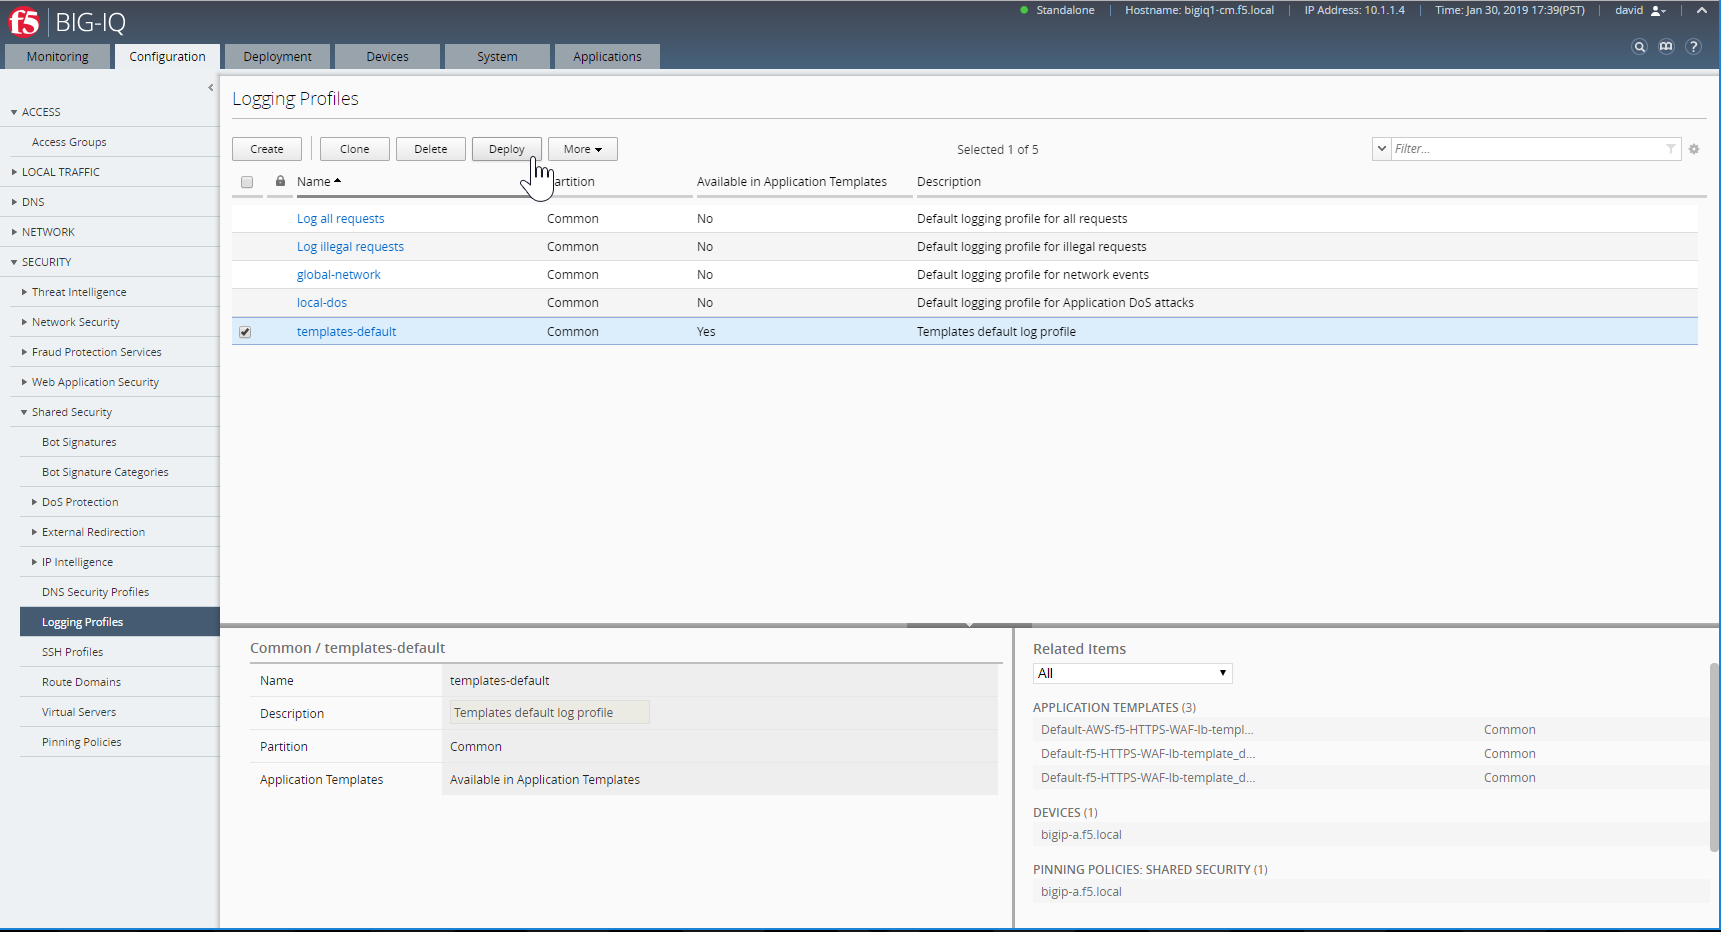 f5 BIG-IQ
Standalone Hostname: bigiq1-cm.f5.local IP Address: 10.1.1.4 Time: Jan 30, 2019 17:39(PST) david
Monitoring Configuration Deployment Devices System Applications
?
ACCESS
Access Groups
LOCAL TRAFFIC
DNS
NETWORK
SECURITY
Threat Intelligence
Network Security
Fraud Protection Services
Web Application Security
Shared Security
Bot Signatures
Bot Signature Categories
DoS Protection
External Redirection
IP Intelligence
DNS Security Profiles
Logging Profiles
SSH Profiles
Route Domains
Virtual Servers
Pinning Policies
Logging Profiles
Create Clone Delete Deploy More Selected 1 of 5 Filter...
Name artition Available in Application Templates Description
Log all requests Common No Default logging profile for all requests
Log illegal requests Common No Default logging profile for illegal requests
global-network Common No Default logging profile for network events
local-dos Common No Default logging profile for Application DoS attacks
templates-default Common Yes Templates default log profile
Common / templates-default
Name templates-default
Description Templates default log profile
Partition Common
Application Templates Available in Application Templates
Related Items
All
APPLICATION TEMPLATES (3)
Default-AWS-f5-HTTPS-WAF-lb-templ... Common
Default-f5-HTTPS-WAF-lb-template_d... Common
Default-f5-HTTPS-WAF-lb-template_d... Common
DEVICES (1)
bigip-a.f5.local
PINNING POLICIES: SHARED SECURITY (1)
bigip-a.f5.local